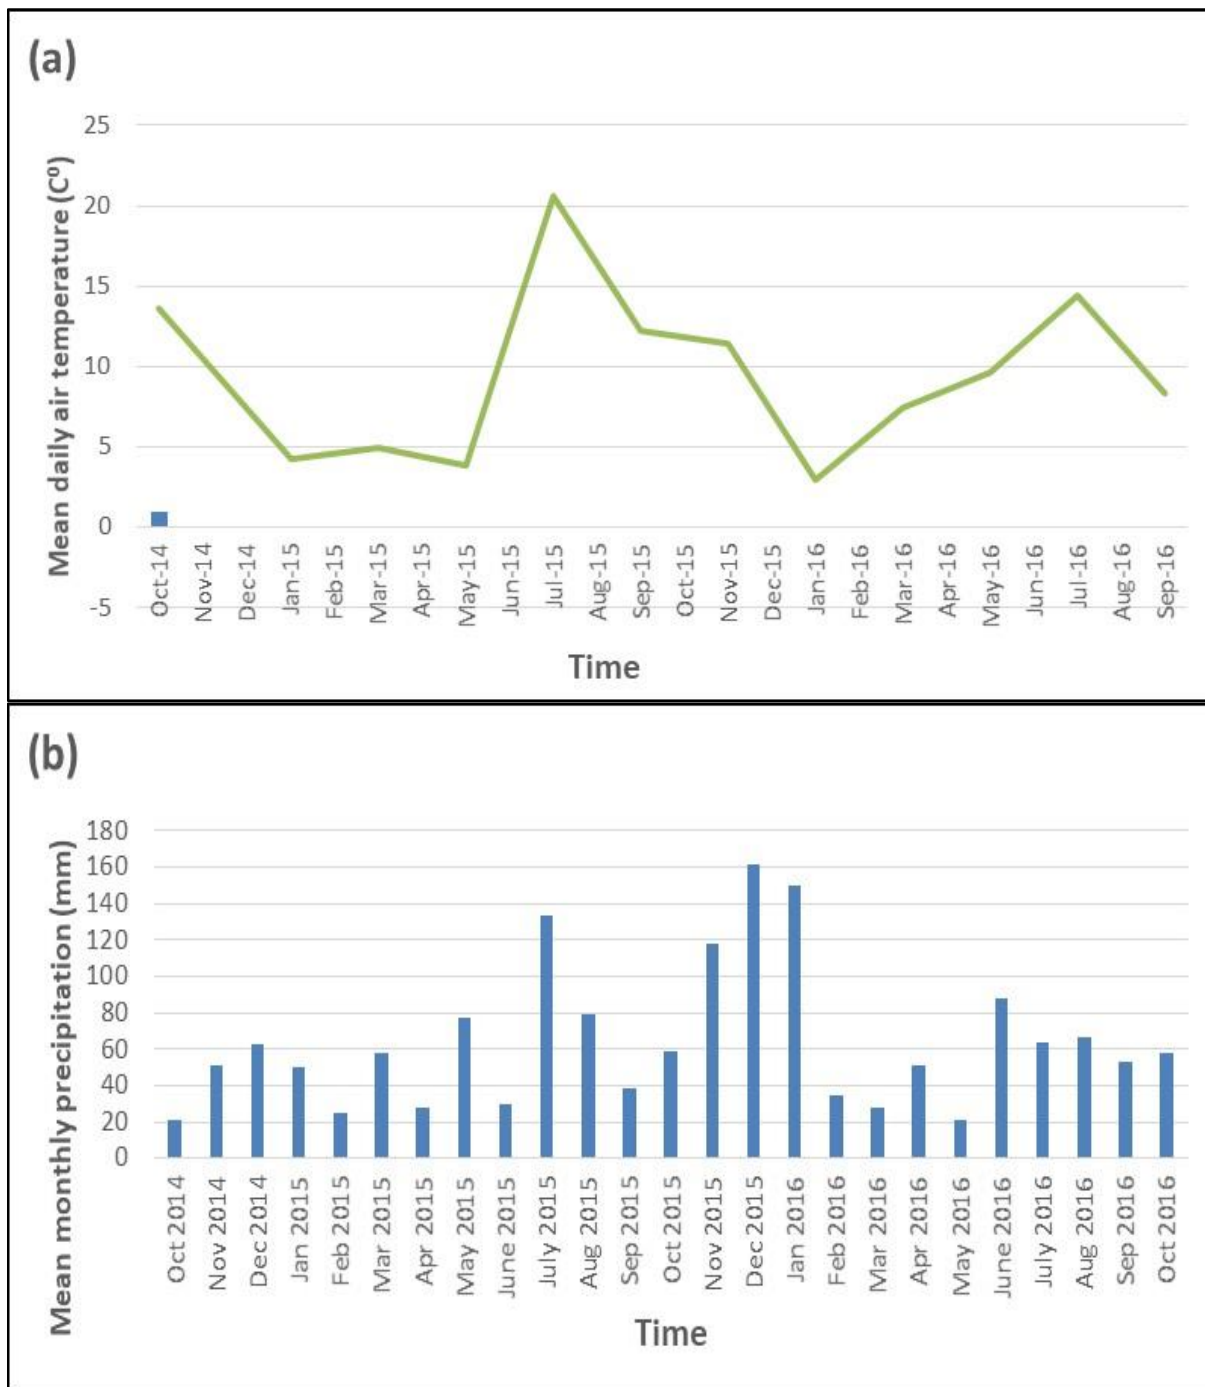 (a)
Mean daily air temperature (C⁰)
25
20
15
10
5
0
-5
Oct-14
Nov-14
Dec-14
Jan-15
Feb-15
Mar-15
Apr-15
May-15
Jun-15
Jul-15
Aug-15
Sep-15
Oct-15
Nov-15
Dec-15
Jan-16
Feb-16
Mar-16
Apr-16
May-16
Jun-16
Jul-16
Aug-16
Sep-16
Time
(b)
Mean monthly precipitation (mm)
180
160
140
120
100
80
60
40
20
0
Oct 2014
Nov 2014
Dec 2014
Jan 2015
Feb 2015
Mar 2015
Apr 2015
May 2015
June 2015
July 2015
Aug 2015
Sep 2015
Oct 2015
Nov 2015
Dec 2015
Jan 2016
Feb 2016
Mar 2016
Apr 2016
May 2016
June 2016
July 2016
Aug 2016
Sep 2016
Oct 2016
Time